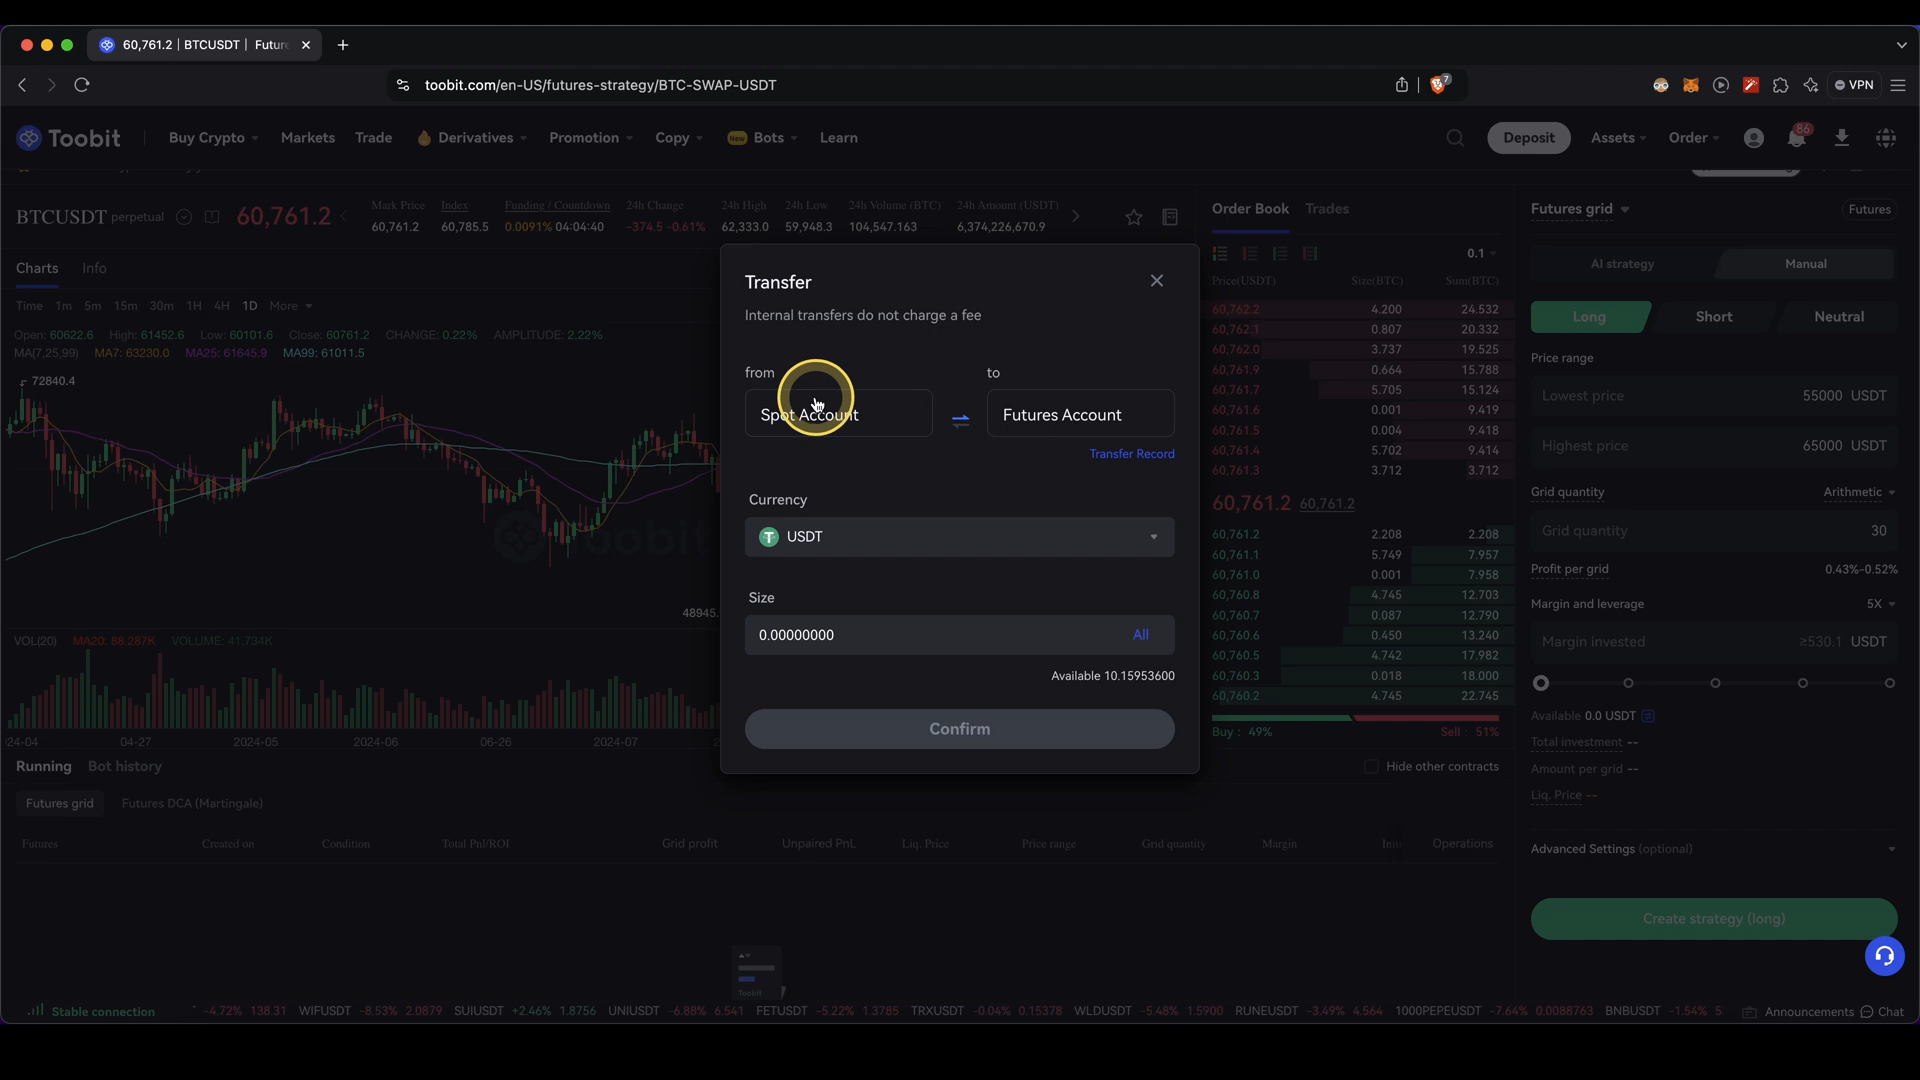 60,761.2 | BTCUSDT | Future
toobit.com/en-US/futures-strategy/BTC-SWAP-USDT
7
VPN
Toobit
Buy Crypto
Markets
Trade
Derivatives
Promotion
Copy
New
Bots
Learn
Deposit
Assets
Order
86
BTCUSDT perpetual
60,761.2
Mark Price
60,761.2
Index
60,785.5
Funding / Countdown
0.0091% 04:04:40
24h Change
-374.5 -0.61%
24h High
62,333.0
24h Low
59,948.3
24h Volume (BTC)
104,547.163
24h Amount (USDT)
6,374,226,670.9
Charts Info
Time 1m 5m 15m 30m 1H 4H 1D More
Open: 60622.6 High: 61452.6 Low: 60101.6 Close: 60761.2 CHANGE: 0.22% AMPLITUDE: 2.22%
MA(7,25,99) MA7: 63230.0 MA25: 61645.9 MA99: 61011.5
72840.4
48945.
VOL(20) MA20: 88.287K VOLUME: 41.734K
24-04 04-27 2024-05 2024-06 06-26 2024-07 2
Transfer
Internal transfers do not charge a fee
from
Spot Account
to
Futures Account
Transfer Record
Currency
USDT
Size
0.00000000
All
Available 10.15953600
Confirm
Order Book Trades
0.1
Price(USDT) Size(BTC) Sum(BTC)
60,762.2 4.200 24.532
60,762.1 0.807 20.332
60,762.0 3.737 19.525
60,761.9 0.664 15.788
60,761.7 5.705 15.124
60,761.6 0.001 9.419
60,761.5 0.004 9.418
60,761.4 5.702 9.414
60,761.3 3.712 3.712
60,761.2 60,761.2
60,761.2 2.208 2.208
60,761.1 5.749 7.957
60,761.0 0.001 7.958
60,760.8 4.745 12.703
60,760.7 0.087 12.790
60,760.6 0.450 13.240
60,760.5 4.742 17.982
60,760.3 0.018 18.000
60,760.2 4.745 22.745
Buy : 49% Sell : 51%
Hide other contracts
Futures grid
Futures
AI strategy Manual
Long Short Neutral
Price range
Lowest price 55000 USDT
Highest price 65000 USDT
Grid quantity Arithmetic
Grid quantity 30
Profit per grid 0.43%-0.52%
Margin and leverage 5X
Margin invested ≥530.1 USDT
Available 0.0 USDT
Total investment --
Amount per grid --
Liq. Price --
Advanced Settings (optional)
Create strategy (long)
Running Bot history
Futures grid Futures DCA (Martingale)
Futures Created on Condition Total Pnl/ROI Grid profit Unpaired PnL Liq. Price Price range Grid quantity Margin Operations
Toobit
Stable connection
-4.72% 138.31 WIFUSDT -8.53% 2.0879 SUIUSDT +2.46% 1.8756 UNIUSDT -6.88% 6.541 FETUSDT -5.22% 1.3785 TRXUSDT -0.04% 0.15378 WLDUSDT -5.48% 1.5900 RUNEUSDT -3.49% 4.564 1000PEPEUSDT -7.64% 0.0088763 BNBUSDT -1.54% 5
Announcements Chat